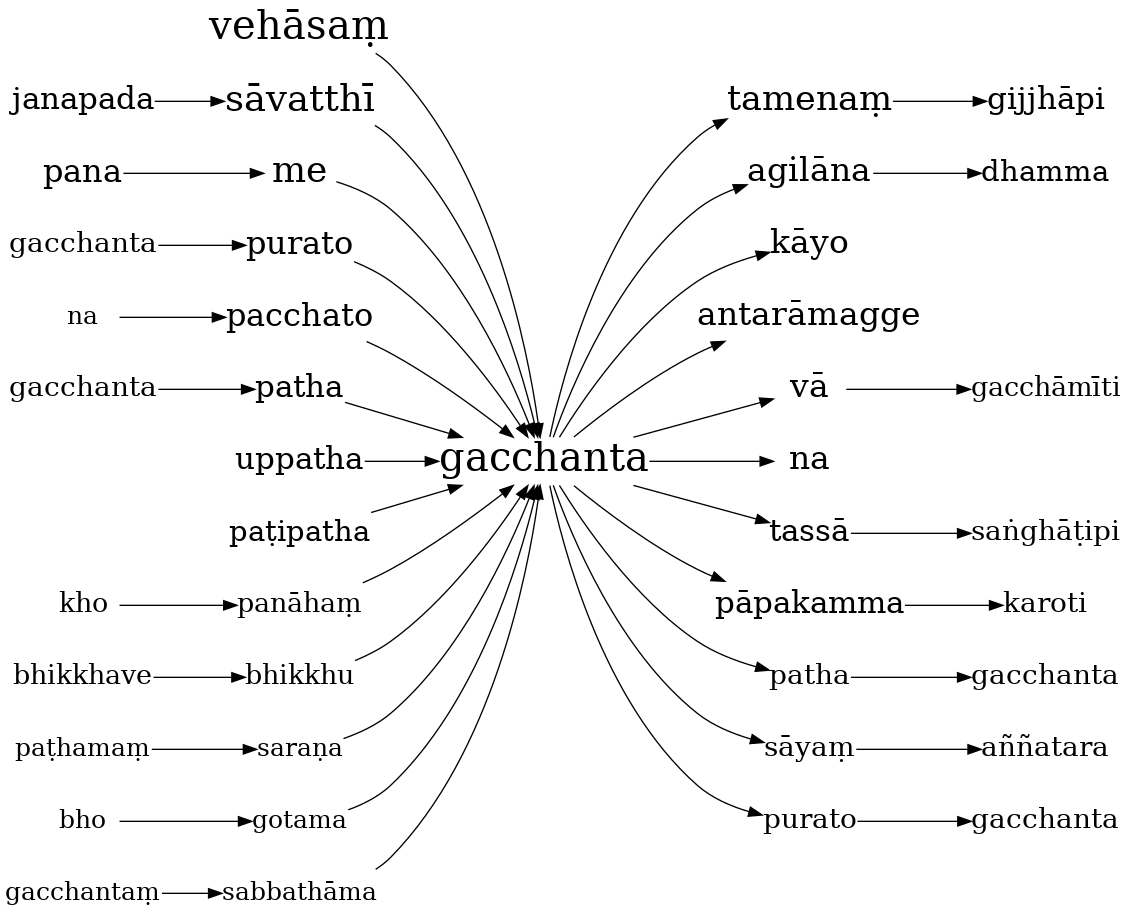 vehāsaṃ
janapada sāvatthī tamenaṃ gijjhāpi
pana me agilāna dhamma
gacchanta purato kāyo
na pacchato antarāmagge
gacchanta patha vā gacchāmīti
uppatha gacchanta na
paṭipatha tassā saṅghāṭipi
kho panāhaṃ pāpakamma karoti
bhikkhave bhikkhu patha gacchanta
paṭhamaṃ saraṇa sāyaṃ aññatara
bho gotama purato gacchanta
gacchantaṃ sabbathāma